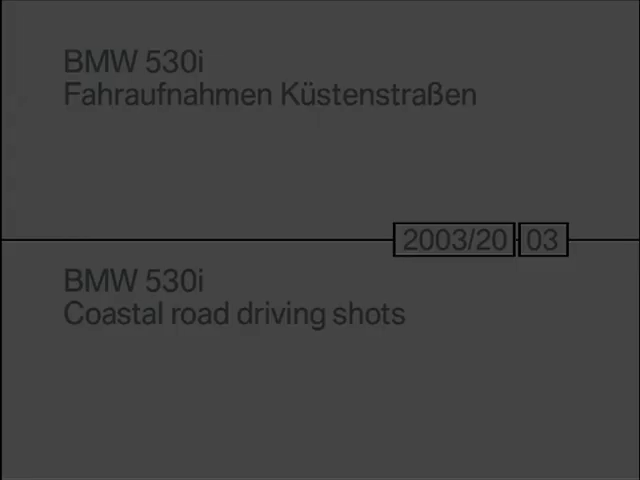 BMW 530i
Fahraufnahmen Küstenstraßen
2003/20 03
BMW 530i
Coastal road driving shots